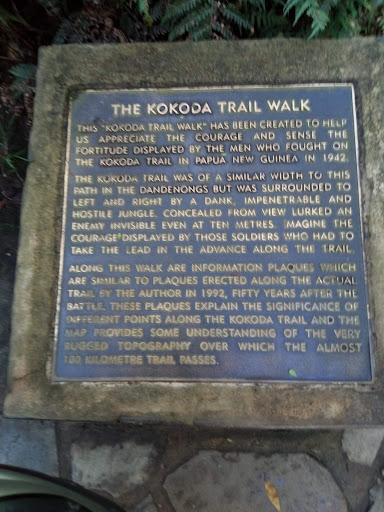 THE KOKODA TRAIL WALK
THIS "KOKODA TRAIL WALK" HAS BEEN CREATED TO HELP
US APPRECIATE THE COURAGE AND SENSE THE
FORTITUDE DISPLAYED BY THE MEN WHO FOUGHT ON
THE KOKODA TRAIL IN PAPUA NEW GUINEA IN 1942.
THE KOKODA TRAIL WAS OF A SIMILAR WIDTH TO THIS
PATH IN THE DANDENONGS BUT WAS SURROUNDED TO
LEFT AND RIGHT BY A DANK, IMPENETRABLE AND
HOSTILE JUNGLE. CONCEALED FROM VIEW LURKED AN
ENEMY INVISIBLE EVEN AT TEN METRES. IMAGINE THE
COURAGE DISPLAYED BY THOSE SOLDIERS WHO HAD TO
TAKE THE LEAD IN THE ADVANCE ALONG THE TRAIL.
ALONG THIS WALK ARE INFORMATION PLAQUES WHICH
ARE SIMILAR TO PLAQUES ERECTED ALONG THE ACTUAL
TRAIL BY THE AUTHOR IN 1992, FIFTY YEARS AFTER THE
BATTLE. THESE PLAQUES EXPLAIN THE SIGNIFICANCE OF
DIFFERENT POINTS ALONG THE KOKODA TRAIL AND THE
MAP PROVIDES SOME UNDERSTANDING OF THE VERY
RUGGED TOPOGRAPHY OVER WHICH THE ALMOST
100 KILOMETRE TRAIL PASSES.